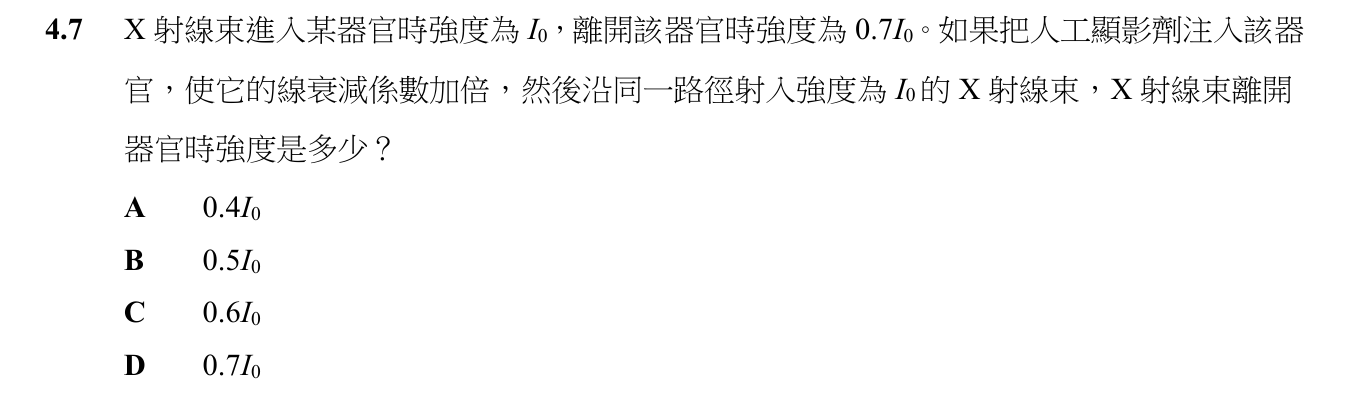 4.7 X 射線束進入某器官時強度為 I₀，離開該器官時強度為 0.7I₀。如果把人工顯影劑注入該器
官，使它的線衰減係數加倍，然後沿同一路徑射入強度為 I₀ 的 X 射線束，X 射線束離開
器官時強度是多少？
A 0.4I₀
B 0.5I₀
C 0.6I₀
D 0.7I₀